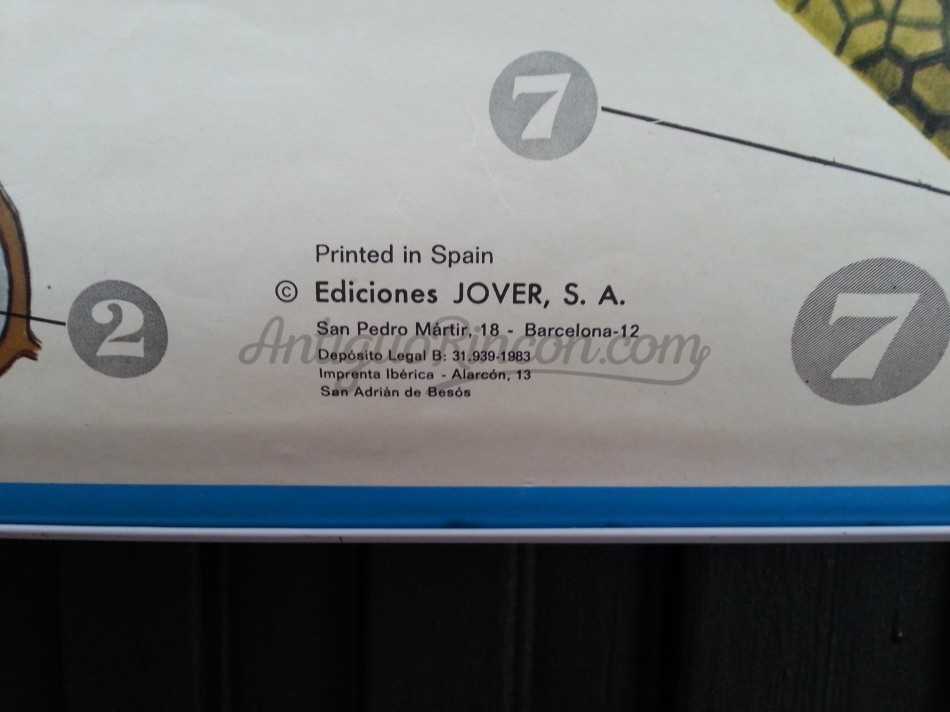 7
Printed in Spain
© Ediciones JOVER, S. A.
San Pedro Mártir, 18 - Barcelona-12
Depósito Legal B: 31.939-1983
Imprenta Ibérica - Alarcón, 13
San Adrián de Besós
2
7
AntiguoRincon.com